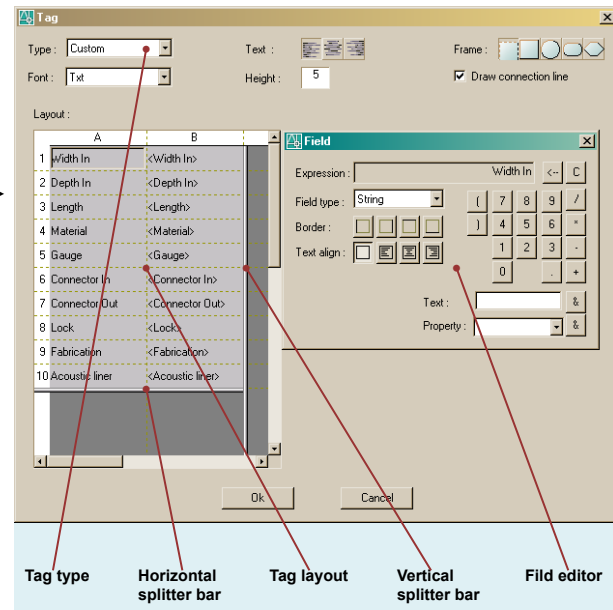 Tag
Type : Custom Text : Frame :
Font : Txt Height : 5 Draw connection line
Layout :
A B
1 Width In <Width In>
2 Depth In <Depth In>
3 Length <Length>
4 Material <Material>
5 Gauge <Gauge>
6 Connector In <Connector In>
7 Connector Out <Connector Out>
8 Lock <Lock>
9 Fabrication <Fabrication>
10 Acoustic liner <Acoustic liner>
Field
Expression : Width In <-- C
Field type : String ( 7 8 9 /
Border : ) 4 5 6 *
Text align : 1 2 3 -
0 . +
Text : &
Property : &
Ok Cancel
Tag type Horizontal splitter bar Tag layout Vertical splitter bar Fild editor